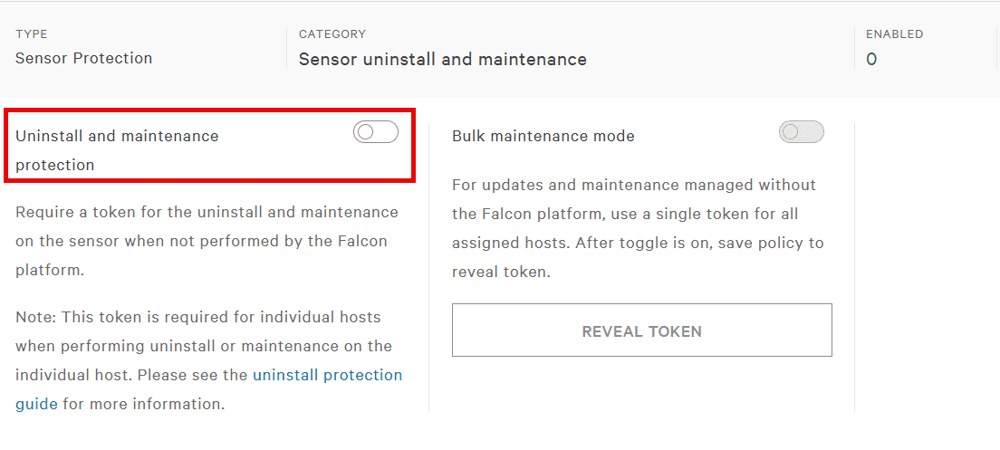 TYPE
Sensor Protection
CATEGORY
Sensor uninstall and maintenance
ENABLED
0
Uninstall and maintenance
protection
Require a token for the uninstall and maintenance
on the sensor when not performed by the Falcon
platform.
Note: This token is required for individual hosts
when performing uninstall or maintenance on the
individual host. Please see the uninstall protection
guide for more information.
Bulk maintenance mode
For updates and maintenance managed without
the Falcon platform, use a single token for all
assigned hosts. After toggle is on, save policy to
reveal token.
REVEAL TOKEN